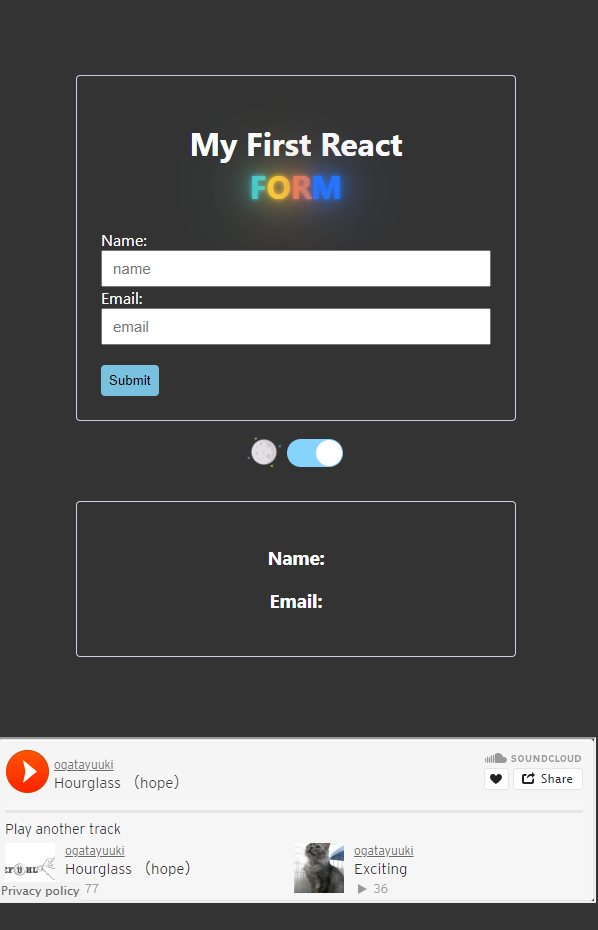 My First React
FORM
Name:
name
Email:
email
Submit
Name:
Email:
ogatayuuki
Hourglass （hope）
SOUNDCLOUD
Share
Play another track
ogatayuuki
Hourglass （hope）
77
ogatayuuki
Exciting
36
Privacy policy